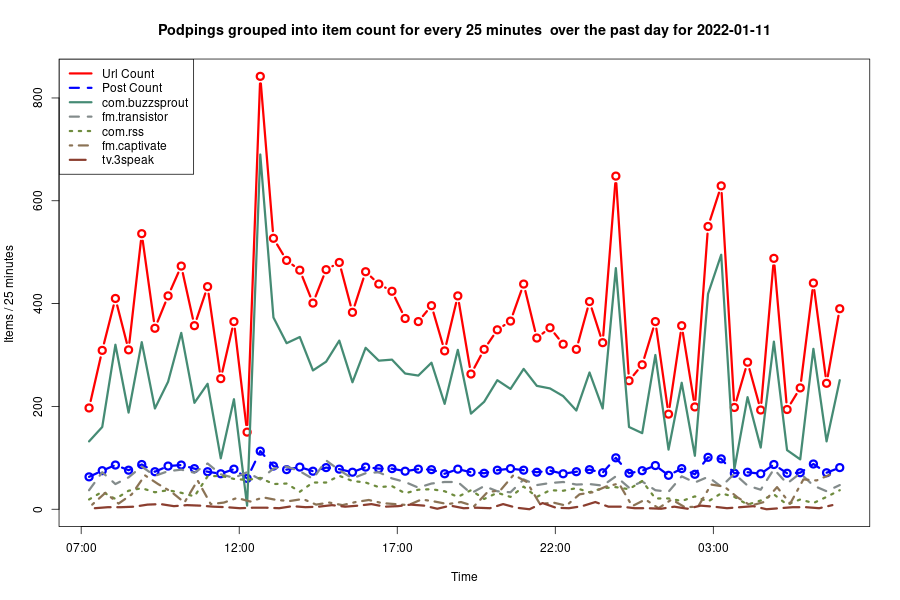 Podpings grouped into item count for every 25 minutes  over the past day for 2022-01-11
Url Count
Post Count
com.buzzsprout
fm.transistor
com.rss
fm.captivate
tv.3speak
Items / 25 minutes
800
600
400
200
0
07:00 12:00 17:00 22:00 03:00
Time